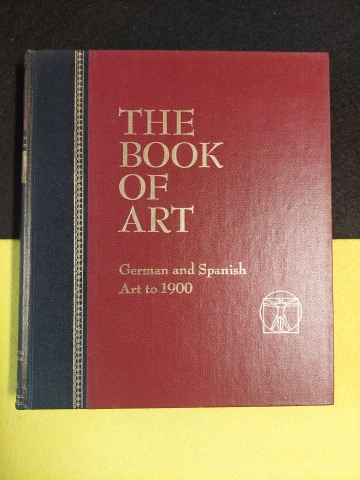 THE
BOOK
OF
ART
German and Spanish
Art to 1900